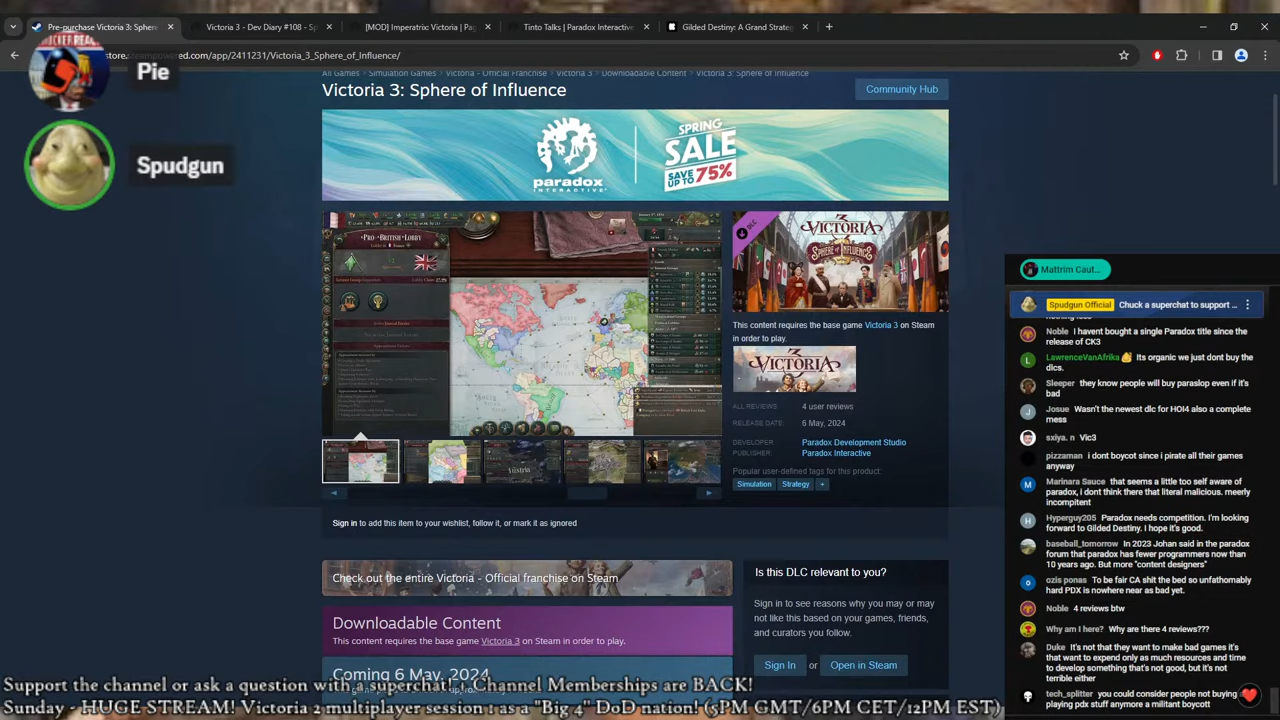 Pre-purchase Victoria 3: Sphere
Victoria 3 - Dev Diary #108 - Sp
[MOD] Imperatrix Victoria | Pa
Tinto Talks | Paradox Interactive
Gilded Destiny: A Grand Strateg
store.steampowered.com/app/2411231/Victoria_3_Sphere_of_Influence/
Pie
Spudgun
All Games > Simulation Games > Victoria - Official Franchise > Victoria 3 > Downloadable Content > Victoria 3: Sphere of Influence
Victoria 3: Sphere of Influence
Community Hub
paradox
INTERACTIVE
SPRING
SALE
SAVE UP TO 75%
PRO-BRITISH LOBBY
DLC
VICTORIA 3
SPHERE OF INFLUENCE
This content requires the base game Victoria 3 on Steam
in order to play.
VICTORIA 3
ALL REVIEWS: 4 user reviews
RELEASE DATE: 6 May, 2024
DEVELOPER: Paradox Development Studio
PUBLISHER: Paradox Interactive
Popular user-defined tags for this product:
Simulation Strategy +
Austria
Sign in to add this item to your wishlist, follow it, or mark it as ignored
Check out the entire Victoria - Official franchise on Steam
Downloadable Content
This content requires the base game Victoria 3 on Steam in order to play.
Coming 6 May, 2024
Is this DLC relevant to you?
Sign in to see reasons why you may or may
not like this based on your games, friends,
and curators you follow.
Sign In or Open in Steam
Mattrim Caut...
Spudgun Official Chuck a superchat to support ...
Noble I havent bought a single Paradox title since the
release of CK3
LawrenceVanAfrika Its organic we just dont buy the
dlcs.
Sleeper they know people will buy paraslop even if it's
bad
Josue Wasn't the newest dlc for HOI4 also a complete
mess
sxiya. n Vic3
pizzaman i dont boycot since i pirate all their games
anyway
Marinara Sauce that seems a little too self aware of
paradox, i dont think there that literal malicious. meerly
incompitent
Hyperguy205 Paradox needs competition. I'm looking
forward to Gilded Destiny. I hope it's good.
baseball_tomorrow In 2023 Johan said in the paradox
forum that paradox has fewer programmers now than
10 years ago. But more "content designers"
ozis ponas To be fair CA shit the bed so unfathomably
hard PDX is nowhere near as bad yet.
Noble 4 reviews btw
Why am I here? Why are there 4 reviews???
Duke It's not that they want to make bad games it's
that want to expend only as much resources and time
to develop something that's not good, but it's not
terrible either
tech_splitter you could consider people not buying or
playing pdx stuff anymore a militant boycott
Support the channel or ask a question with a superchat! Channel Memberships are BACK!
Sunday - HUGE STREAM! Victoria 2 multiplayer session 1 as a "Big 4" DoD nation! (5PM GMT/6PM CET/12PM EST)